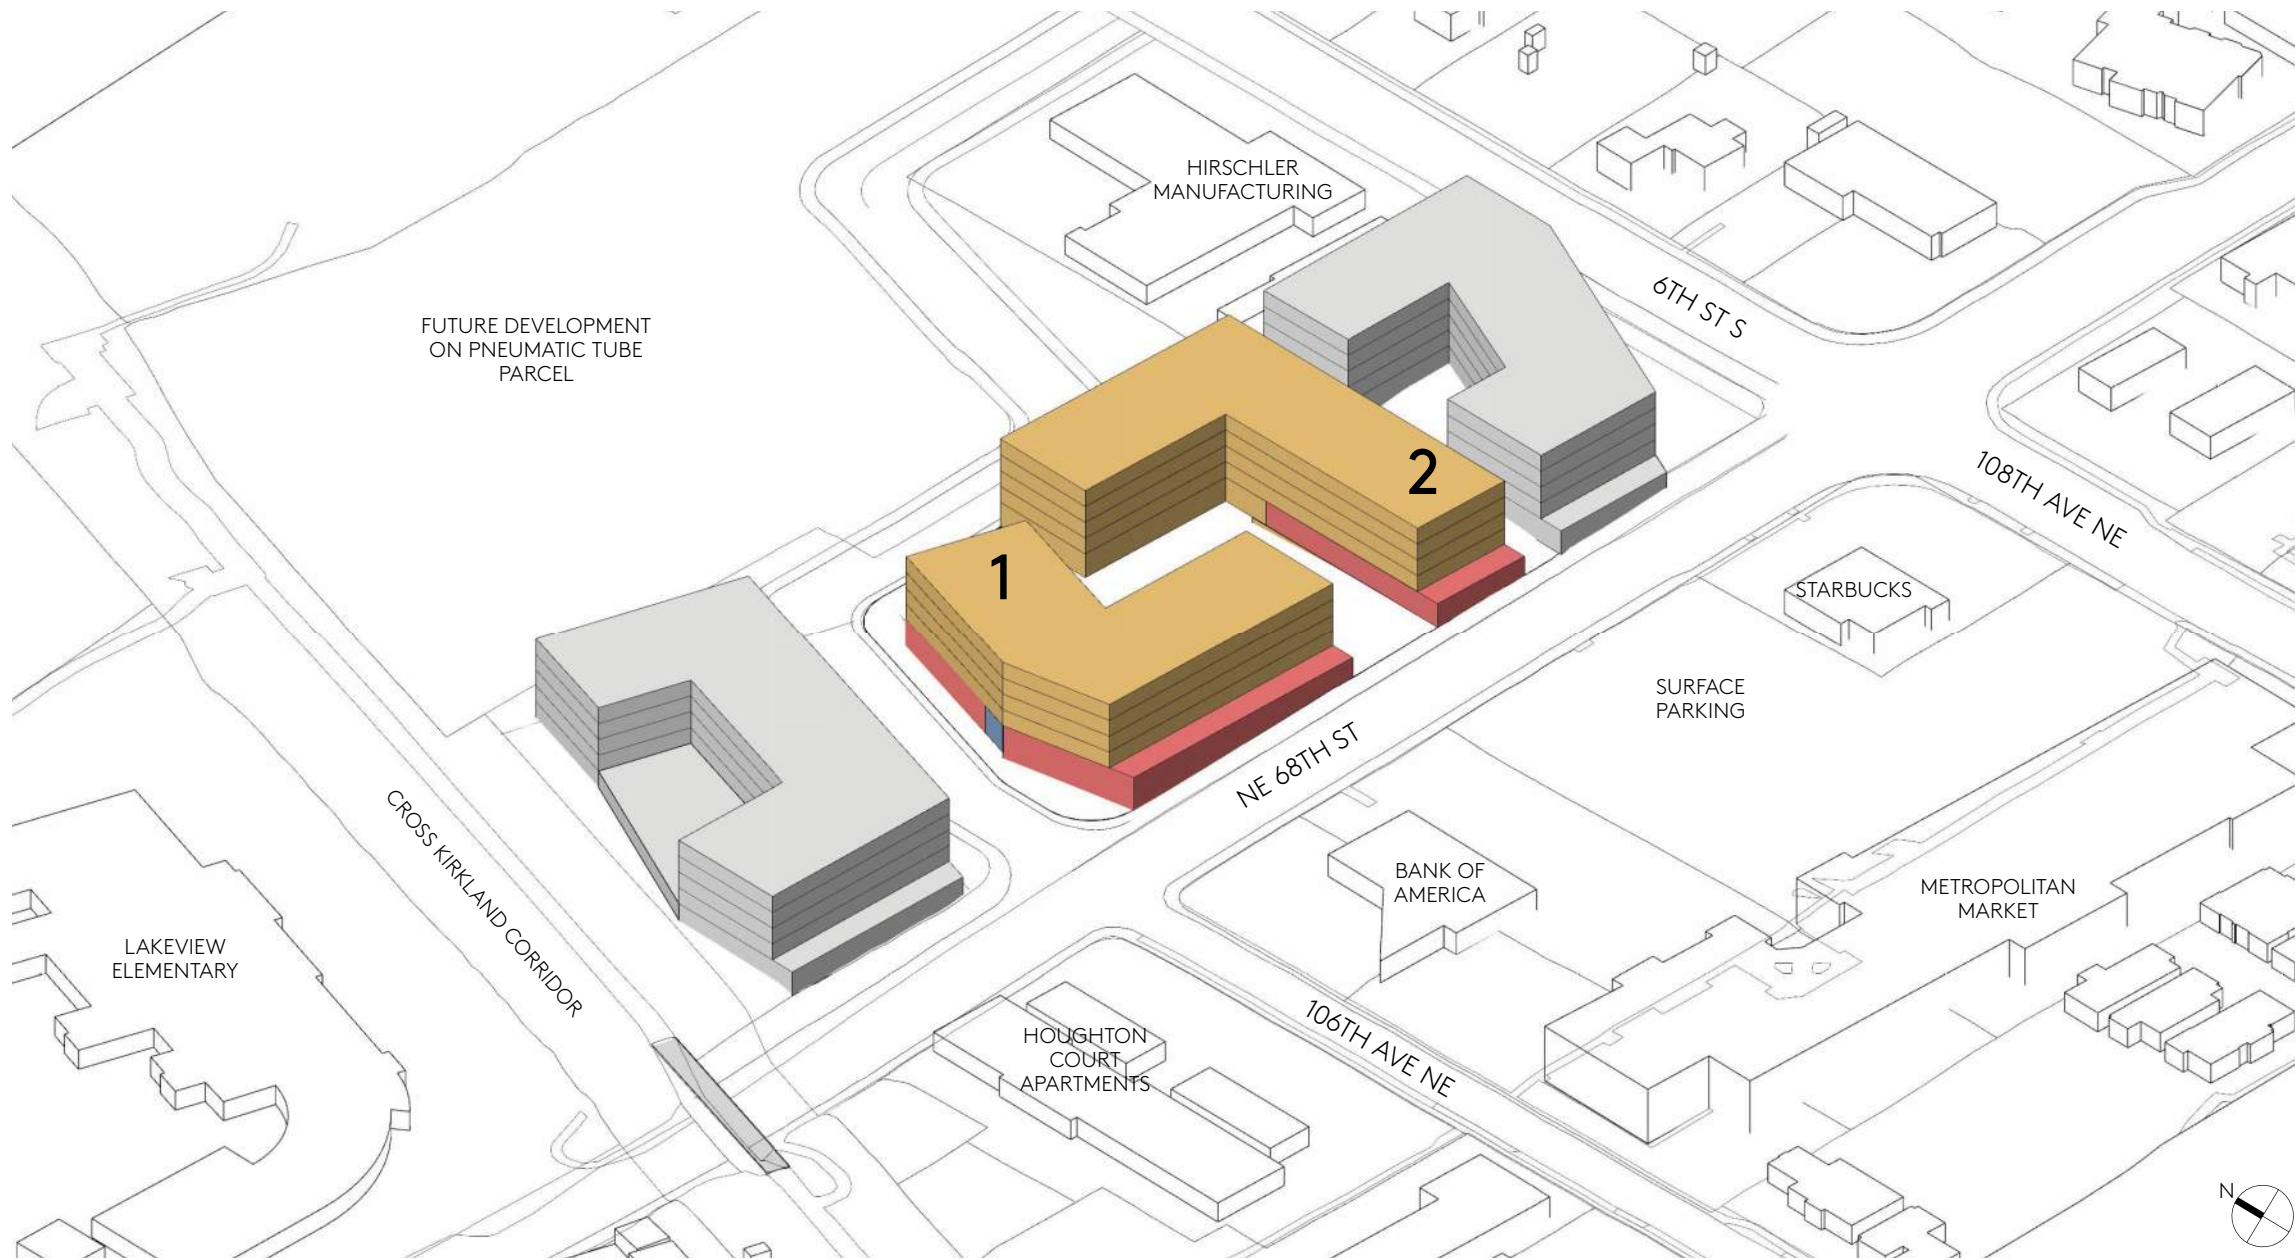 HIRSCHLER
MANUFACTURING
6TH ST S
FUTURE DEVELOPMENT
ON PNEUMATIC TUBE
PARCEL
2
108TH AVE NE
1
STARBUCKS
SURFACE
PARKING
NE 68TH ST
CROSS KIRKLAND CORRIDOR
BANK OF
AMERICA
METROPOLITAN
MARKET
LAKEVIEW
ELEMENTARY
HOUGHTON
COURT
APARTMENTS
106TH AVE NE
N